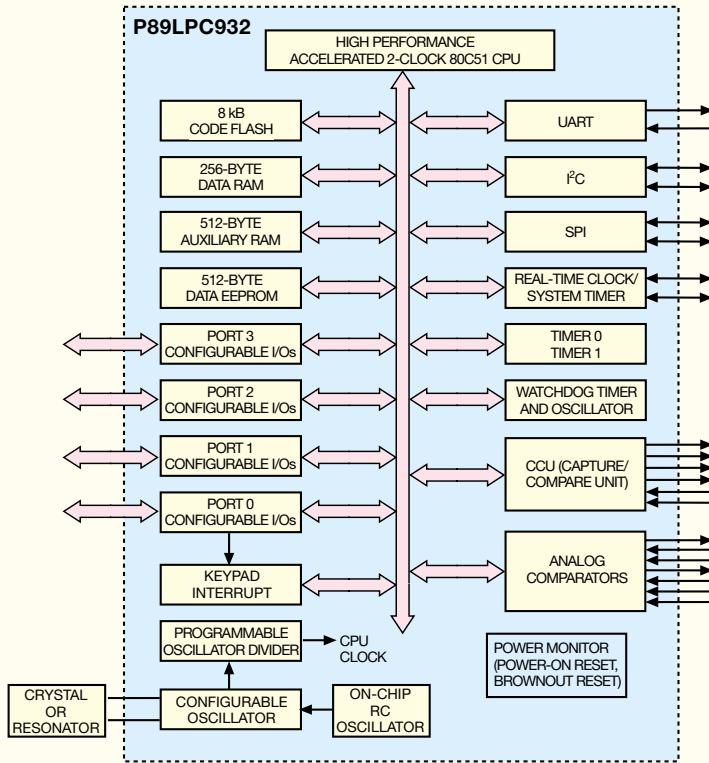 P89LPC932
HIGH PERFORMANCE
ACCELERATED 2-CLOCK 80C51 CPU
8 kB
CODE FLASH
UART
256-BYTE
DATA RAM
I²C
512-BYTE
AUXILIARY RAM
SPI
512-BYTE
DATA EEPROM
REAL-TIME CLOCK/
SYSTEM TIMER
PORT 3
CONFIGURABLE I/Os
TIMER 0
TIMER 1
PORT 2
CONFIGURABLE I/Os
WATCHDOG TIMER
AND OSCILLATOR
PORT 1
CONFIGURABLE I/Os
CCU (CAPTURE/
COMPARE UNIT)
PORT 0
CONFIGURABLE I/Os
KEYPAD
INTERRUPT
ANALOG
COMPARATORS
PROGRAMMABLE
OSCILLATOR DIVIDER
CPU
CLOCK
POWER MONITOR
(POWER-ON RESET,
BROWNOUT RESET)
CRYSTAL
OR
RESONATOR
CONFIGURABLE
OSCILLATOR
ON-CHIP
RC
OSCILLATOR